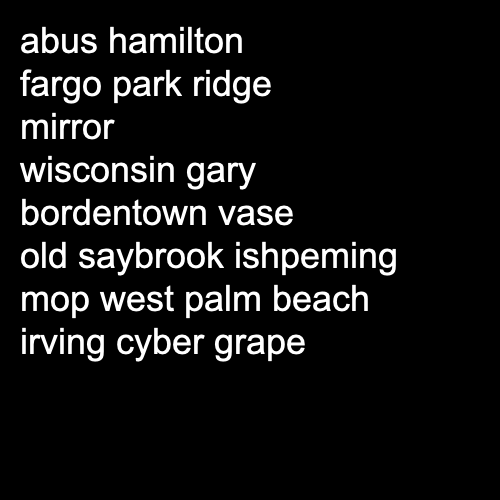 abus hamilton
fargo park ridge
mirror
wisconsin gary
bordentown vase
old saybrook ishpeming
mop west palm beach
irving cyber grape